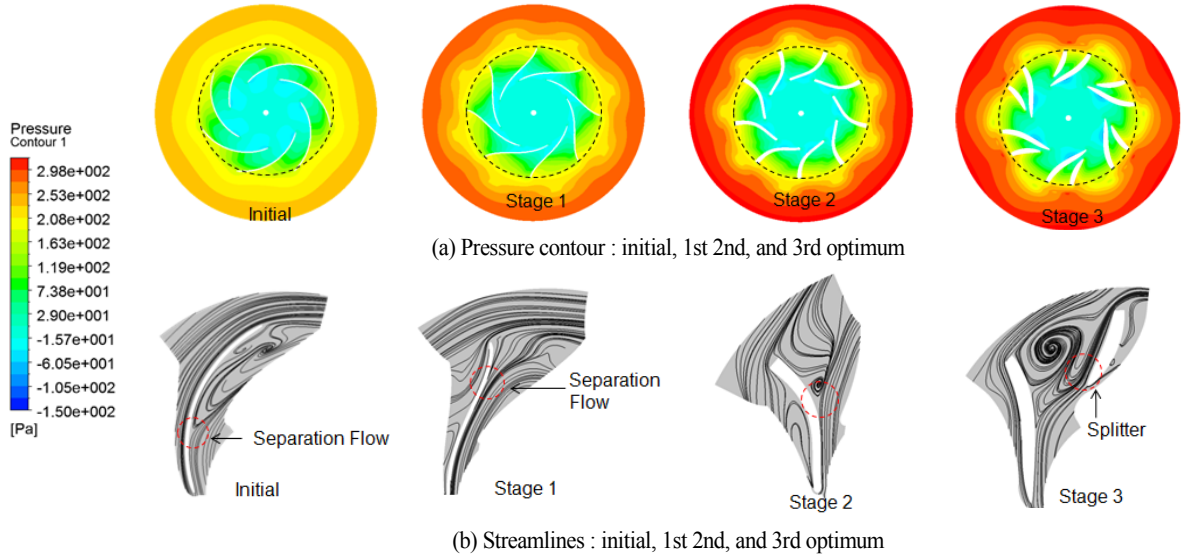 Pressure
Contour 1
2.98e+002
2.53e+002
2.08e+002
1.63e+002
1.19e+002
7.38e+001
2.90e+001
-1.57e+001
-6.05e+001
-1.05e+002
-1.50e+002
[Pa]
Initial
Stage 1
Stage 2
Stage 3
(a) Pressure contour : initial, 1st 2nd, and 3rd optimum
Separation Flow
Initial
Separation
Flow
Stage 1
Stage 2
Splitter
Stage 3
(b) Streamlines : initial, 1st 2nd, and 3rd optimum